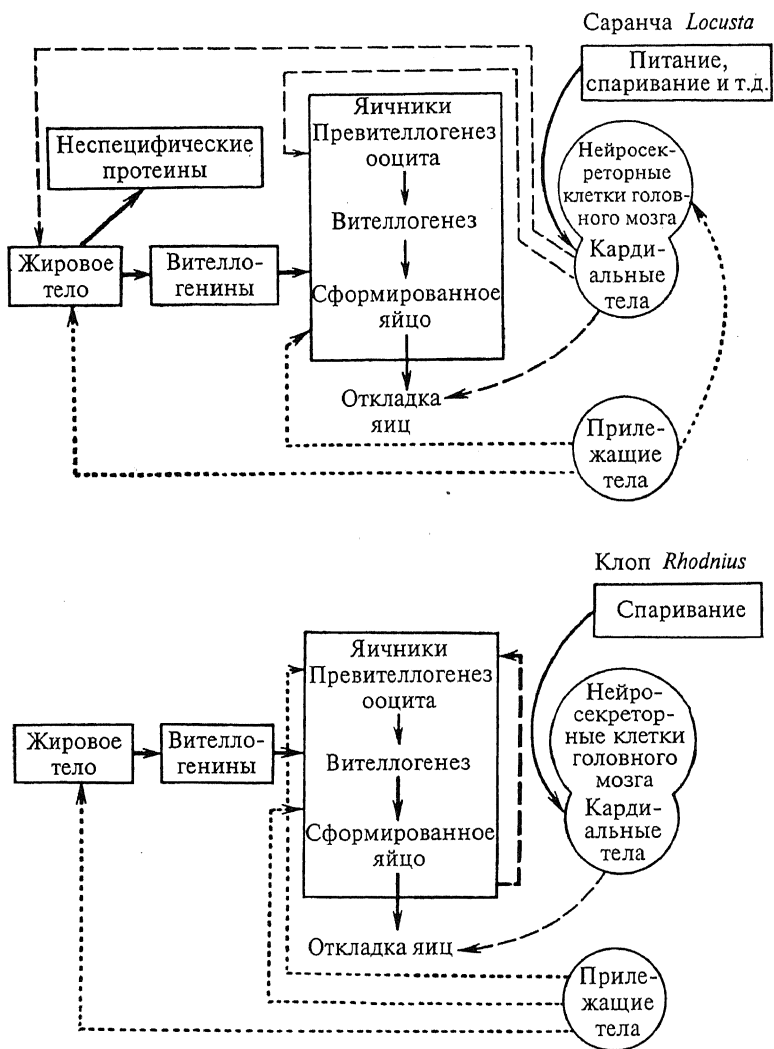 Саранча Locusta
Питание,
спаривание и т.д.
Яичники
Превителлогенез
ооцита
Вителлогенез
Сформированное
яйцо
Откладка
яиц
Неспецифические
протеины
Жировое
тело
Вителло-
генины
Нейросек-
реторные
клетки голов-
ного мозга
Карди-
альные
тела
Приле-
жащие
тела
Клоп Rhodnius
Спаривание
Яичники
Превителлогенез
ооцита
Вителлогенез
Сформированное
яйцо
Откладка яиц
Жировое
тело
Вителло-
генины
Нейро-
секретор-
ные клетки
головного
мозга
Карди-
альные
тела
Приле-
жащие
тела